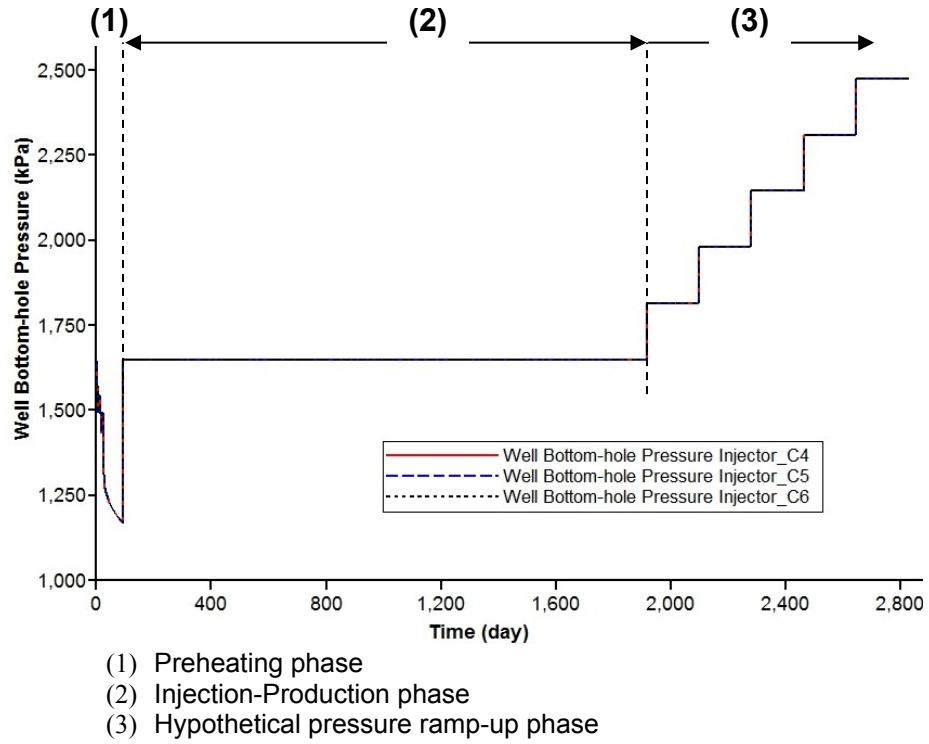 (1) (2) (3)
2,500
2,250
2,000
1,750
1,500
1,250
1,000
Well Bottom-hole Pressure (kPa)
Well Bottom-hole Pressure Injector_C4
Well Bottom-hole Pressure Injector_C5
Well Bottom-hole Pressure Injector_C6
0 400 800 1,200 1,600 2,000 2,400 2,800
Time (day)
(1) Preheating phase
(2) Injection-Production phase
(3) Hypothetical pressure ramp-up phase